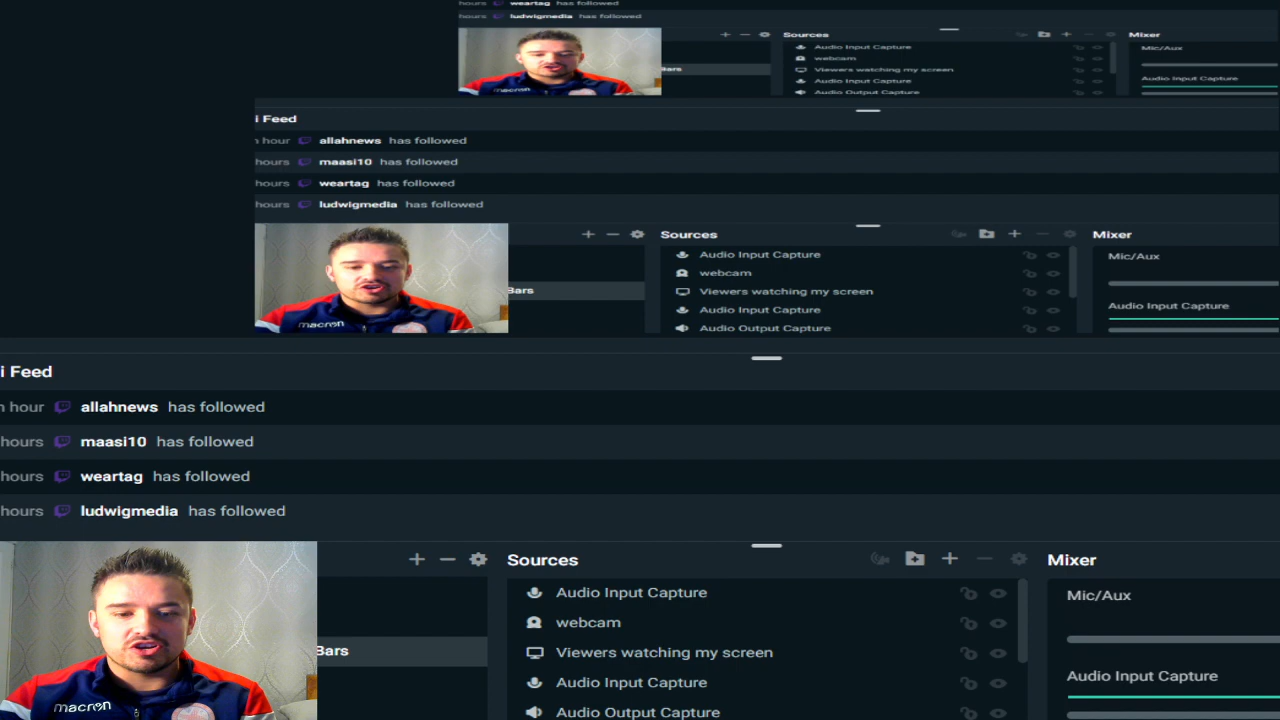 hours weartag has followed
hours ludwigmedia has followed
Sources
Mixer
Audio Input Capture
Mic/Aux
webcam
Bars
Viewers watching my screen
Audio Input Capture
Audio Input Capture
Audio Output Capture
macron
i Feed
hour allahnews has followed
hours maasi10 has followed
hours weartag has followed
hours ludwigmedia has followed
Sources
Mixer
Audio Input Capture
Mic/Aux
webcam
Bars
Viewers watching my screen
Audio Input Capture
Audio Input Capture
Audio Output Capture
macron
i Feed
n hour allahnews has followed
hours maasi10 has followed
hours weartag has followed
hours ludwigmedia has followed
Sources
Mixer
Audio Input Capture
Mic/Aux
webcam
Bars
Viewers watching my screen
Audio Input Capture
Audio Input Capture
Audio Output Capture
macron